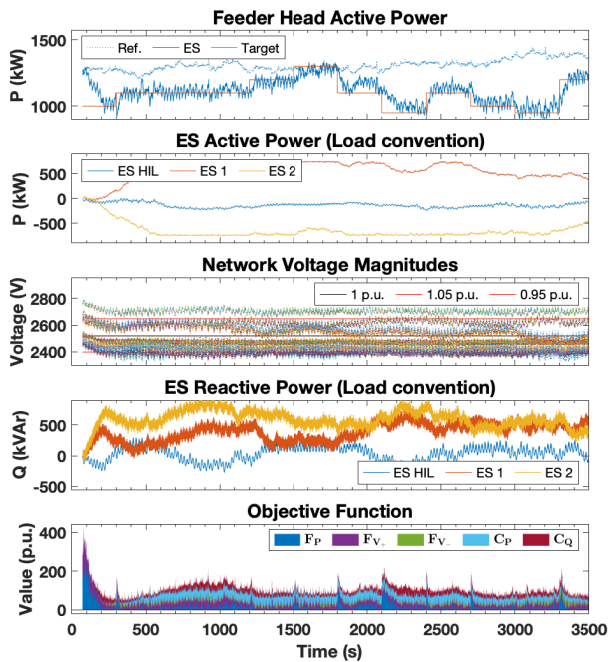 Feeder Head Active Power
1500
1000
P (kW)
Ref. ES Target
ES Active Power (Load convention)
500
0
-500
P (kW)
ES HIL ES 1 ES 2
Network Voltage Magnitudes
2800
2600
2400
Voltage (V)
1 p.u. 1.05 p.u. 0.95 p.u.
ES Reactive Power (Load convention)
500
0
-500
Q (kVAr)
ES HIL ES 1 ES 2
Objective Function
400
200
0
Value (p.u.)
F_P F_V+ F_V- C_P C_Q
0 500 1000 1500 2000 2500 3000 3500
Time (s)